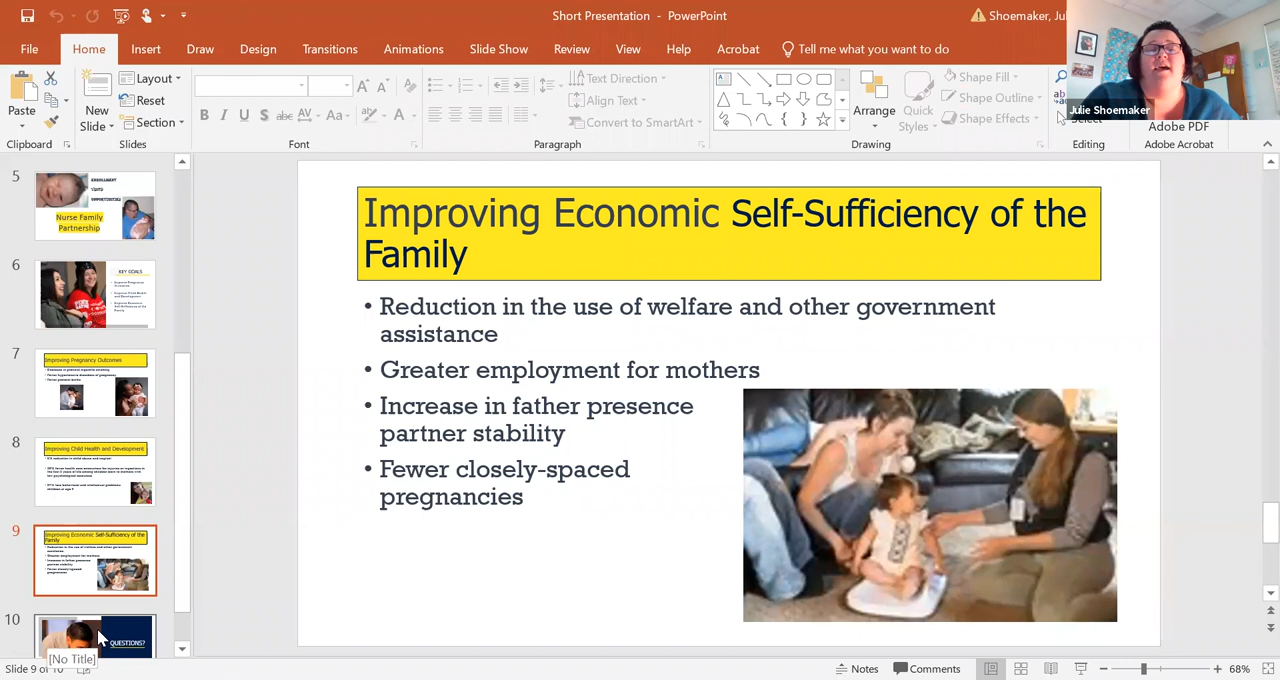 Short Presentation - PowerPoint
Shoemaker, Jul
File Home Insert Draw Design Transitions Animations Slide Show Review View Help Acrobat Tell me what you want to do
Paste
Clipboard
New
Slide
Layout
Reset
Section
Slides
B I U S abc AV Aa A
Font
Text Direction
Align Text
Convert to SmartArt
Paragraph
Arrange
Quick
Styles
Shape Fill
Shape Outline
Shape Effects
Drawing
Select
Editing
Adobe PDF
Adobe Acrobat
Julie Shoemaker
5
Nurse Family
Partnership
6
KEY GOALS
7
Improving Pregnancy Outcomes
8
Improving Child Health and Development
9
Improving Economic Self-Sufficiency of the
Family
10
QUESTIONS?
[No Title]
Improving Economic Self-Sufficiency of the
Family
• Reduction in the use of welfare and other government
assistance
• Greater employment for mothers
• Increase in father presence
partner stability
• Fewer closely-spaced
pregnancies
Slide 9 of 10
Notes
Comments
68%